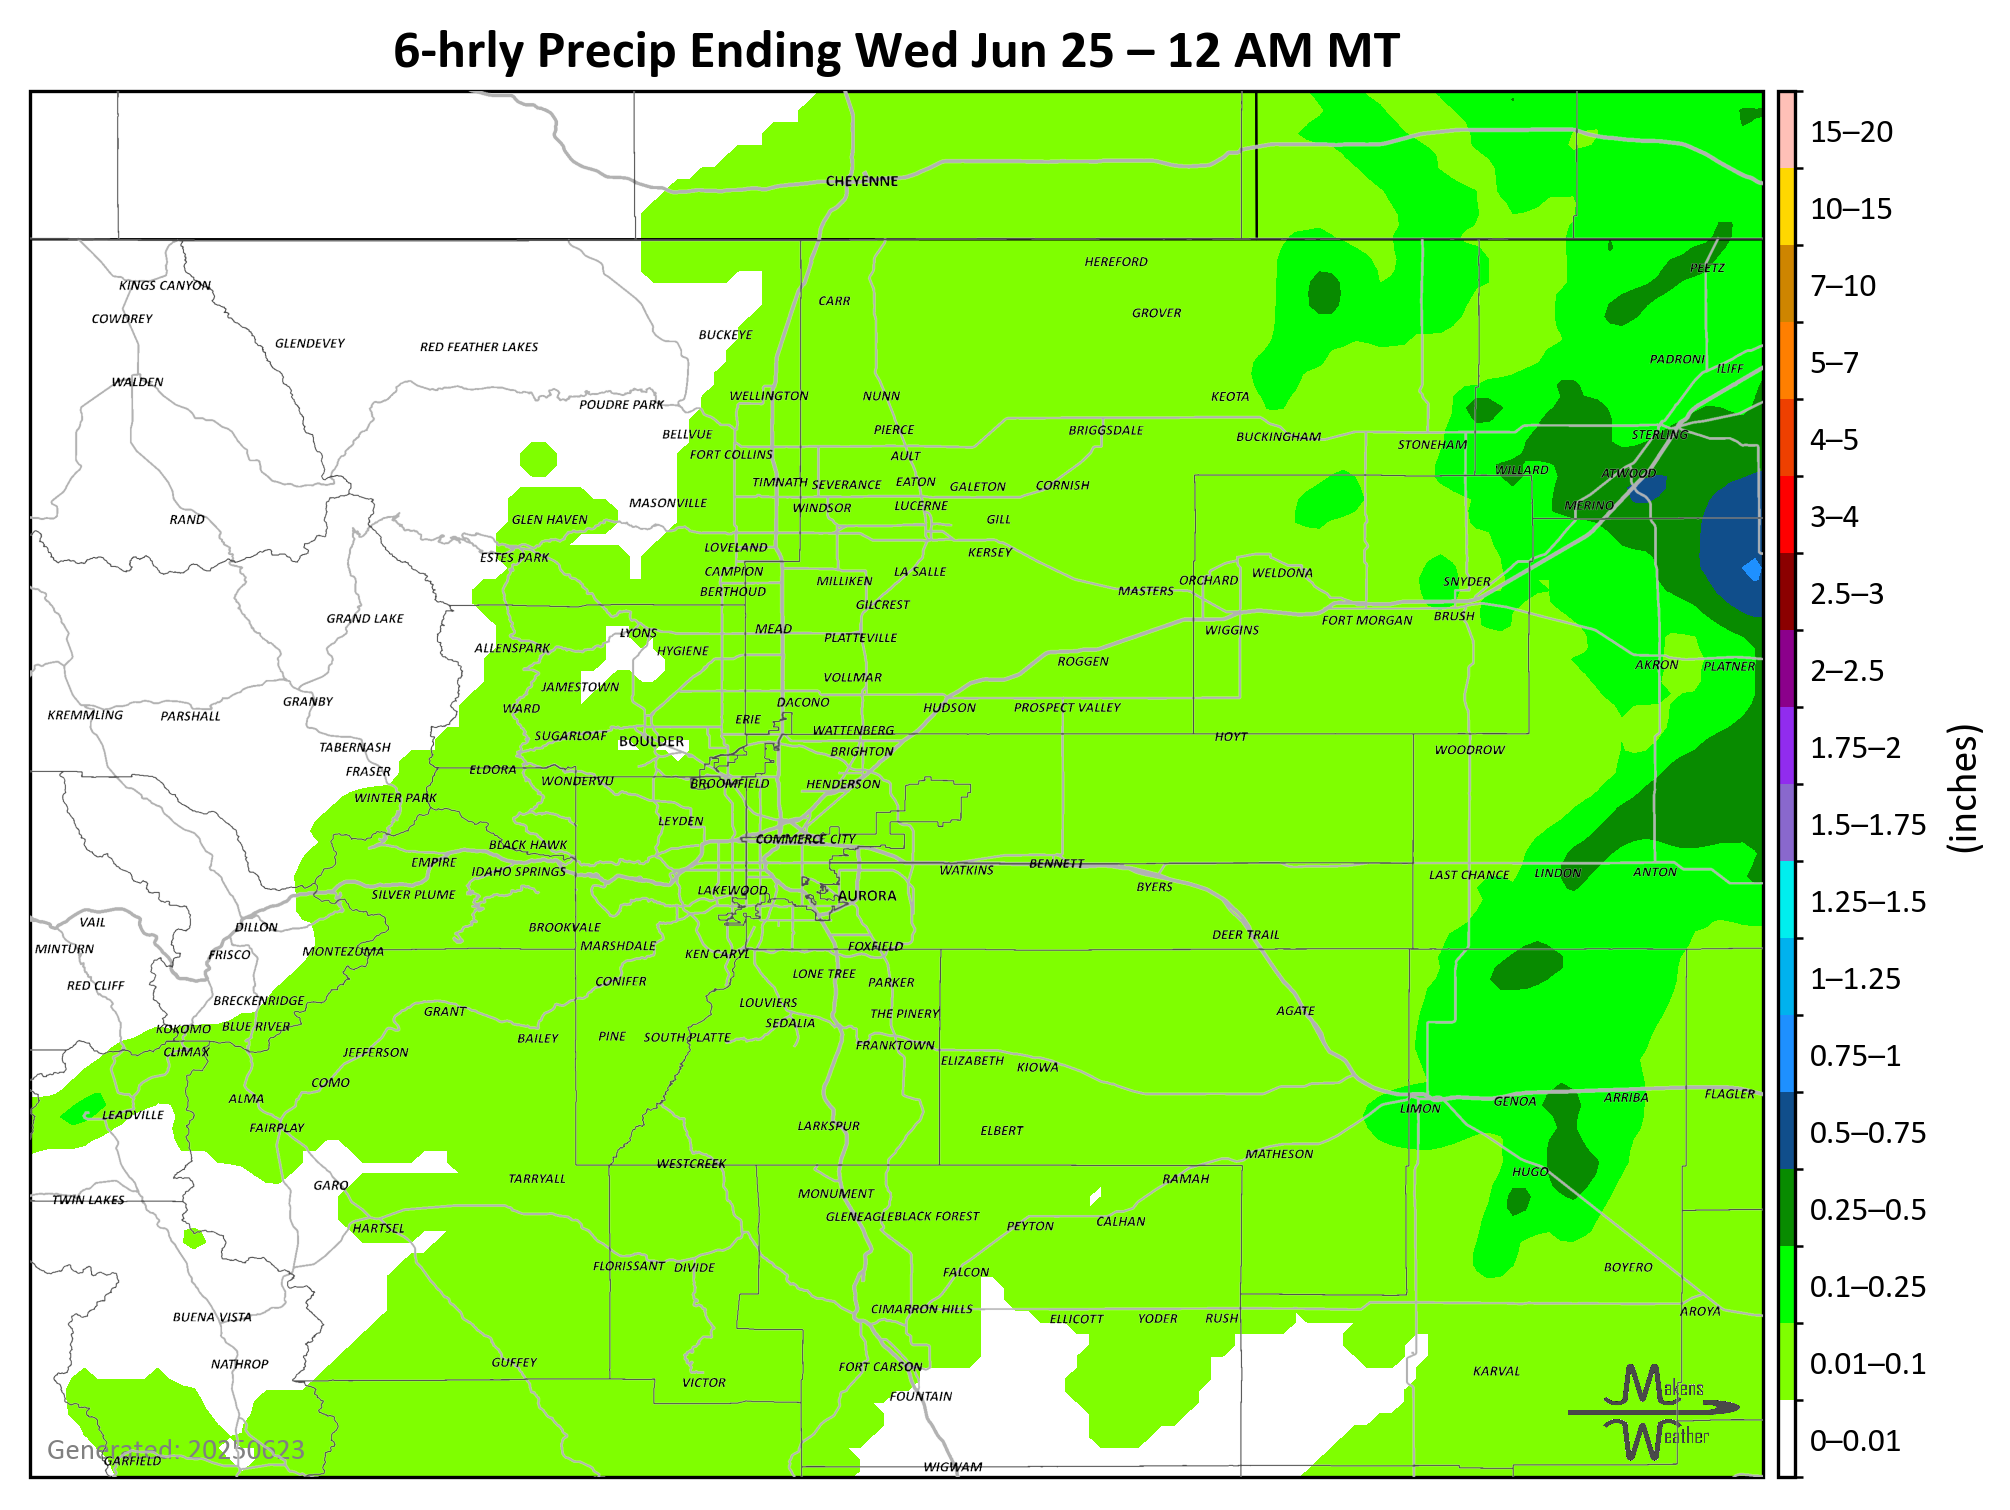 6-hrly Precip Ending Wed Jun 25 – 12 AM MT
CHEYENNE
HEREFORD
PEETZ
KINGS CANYON
CARR
GROVER
COWDREY
BUCKEYE
GLENDEVEY
RED FEATHER LAKES
PADRONI
ILIFF
WALDEN
WELLINGTON
NUNN
KEOTA
POUDRE PARK
BELLVUE
PIERCE
BRIGGSDALE
BUCKINGHAM
STONEHAM
STERLING
FORT COLLINS
AULT
WILLARD
ATWOOD
TIMNATH
SEVERANCE
EATON
GALETON
CORNISH
MASONVILLE
WINDSOR
LUCERNE
MERINO
RAND
GLEN HAVEN
GILL
LOVELAND
KERSEY
ESTES PARK
CAMPION
MILLIKEN
LA SALLE
ORCHARD
WELDONA
SNYDER
BERTHOUD
MASTERS
GILCREST
GRAND LAKE
FORT MORGAN
BRUSH
LYONS
MEAD
PLATTEVILLE
WIGGINS
ALLENSPARK
HYGIENE
ROGGEN
AKRON
PLATNER
JAMESTOWN
VOLLMAR
GRANBY
WARD
DACONO
HUDSON
PROSPECT VALLEY
KREMMLING
PARSHALL
ERIE
SUGARLOAF
BOULDER
WATTENBERG
HOYT
TABERNASH
BRIGHTON
WOODROW
FRASER
ELDORA
WONDERVU
BROOMFIELD
HENDERSON
WINTER PARK
LEYDEN
BLACK HAWK
COMMERCE CITY
EMPIRE
IDAHO SPRINGS
WATKINS
BENNETT
LAST CHANCE
LINDON
ANTON
SILVER PLUME
LAKEWOOD
AURORA
BYERS
VAIL
DILLON
BROOKVALE
DEER TRAIL
MINTURN
FRISCO
MONTEZUMA
MARSHDALE
KEN CARYL
FOXFIELD
RED CLIFF
CONIFER
LONE TREE
PARKER
BRECKENRIDGE
GRANT
LOUVIERS
THE PINERY
AGATE
KOKOMO
BLUE RIVER
BAILEY
PINE
SOUTH PLATTE
SEDALIA
CLIMAX
JEFFERSON
FRANKTOWN
ELIZABETH
KIOWA
COMO
ALMA
LIMON
GENOA
ARRIBA
FLAGLER
LEADVILLE
FAIRPLAY
LARKSPUR
ELBERT
WESTCREEK
MATHESON
HUGO
GARO
TARRYALL
MONUMENT
RAMAH
TWIN LAKES
GLENEAGLE
BLACK FOREST
PEYTON
CALHAN
HARTSEL
FLORISSANT
DIVIDE
FALCON
BOYERO
BUENA VISTA
CIMARRON HILLS
ELLICOTT
YODER
RUSH
AROYA
NATHROP
GUFFEY
FORT CARSON
KARVAL
VICTOR
FOUNTAIN
Makens
Weather
Generated: 20250623
GARFIELD
WIGWAM
15–20
10–15
7–10
5–7
4–5
3–4
2.5–3
2–2.5
1.75–2
1.5–1.75
1.25–1.5
1–1.25
0.75–1
0.5–0.75
0.25–0.5
0.1–0.25
0.01–0.1
0–0.01
(inches)